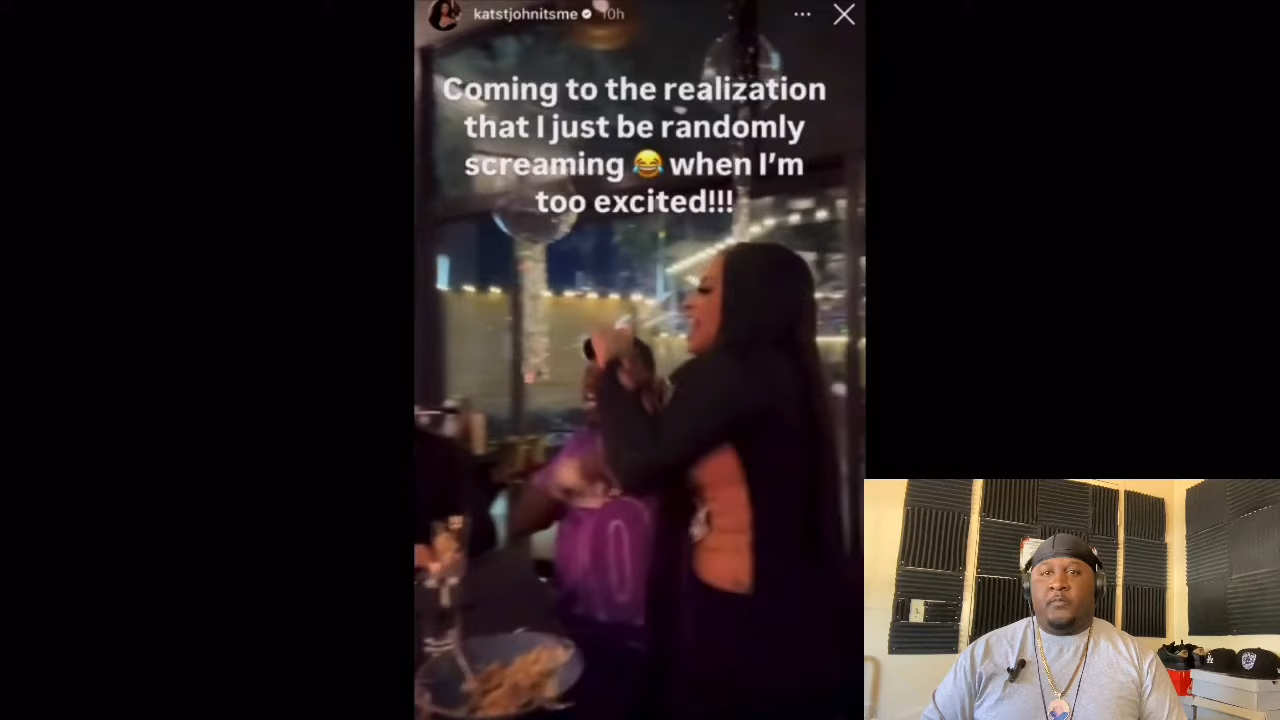 katstjohnitsme 10h
Coming to the realization
that I just be randomly
screaming 😂 when I'm
too excited!!!